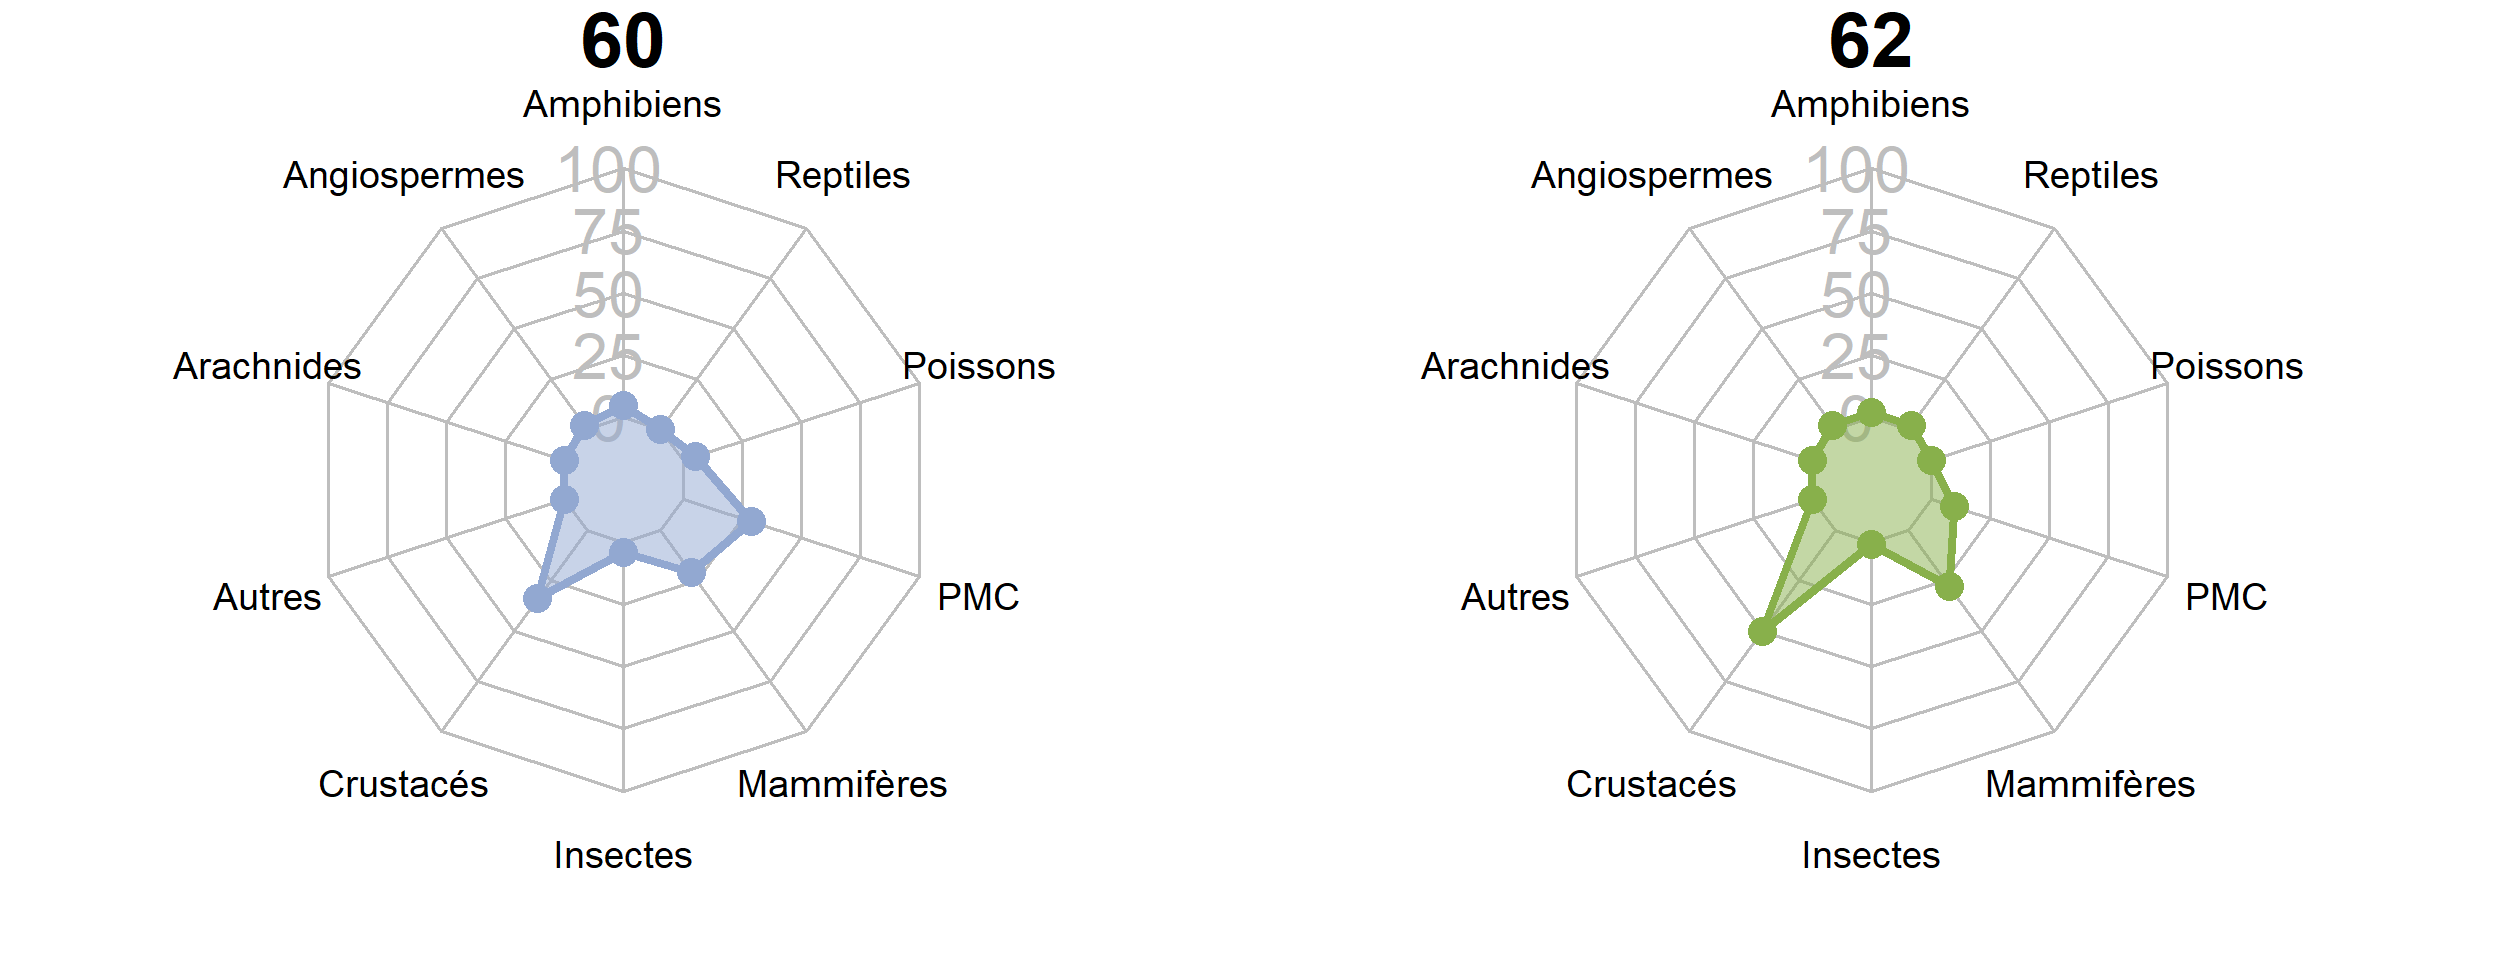 60
Amphibiens
Angiospermes
100
Reptiles
75
50
25
Arachnides
Poissons
0
Autres
PMC
Crustacés
Mammifères
Insectes
62
Amphibiens
Angiospermes
100
Reptiles
75
50
25
Arachnides
Poissons
0
Autres
PMC
Crustacés
Mammifères
Insectes